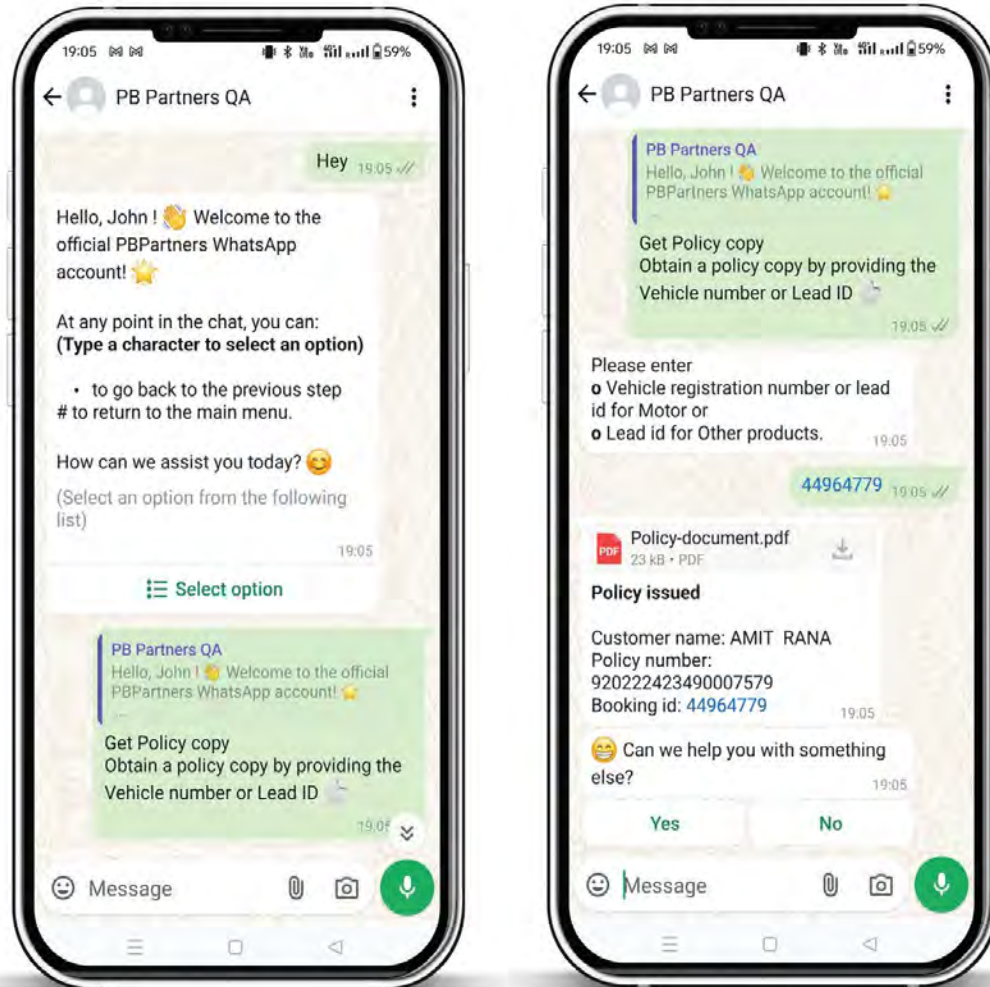 19:05
59%
PB Partners QA
Hey 19:05
Hello, John ! 👋 Welcome to the
official PBPartners WhatsApp
account! 🌟
At any point in the chat, you can:
(Type a character to select an option)
• to go back to the previous step
# to return to the main menu.
How can we assist you today? 😊
(Select an option from the following
list)
19:05
Select option
PB Partners QA
Hello, John ! 👋 Welcome to the official
PBPartners WhatsApp account! 🌟
...
Get Policy copy
Obtain a policy copy by providing the
Vehicle number or Lead ID
19:05
Message
19:05
59%
PB Partners QA
PB Partners QA
Hello, John ! 👋 Welcome to the official
PBPartners WhatsApp account! 🌟
...
Get Policy copy
Obtain a policy copy by providing the
Vehicle number or Lead ID
19:05
Please enter
o Vehicle registration number or lead
id for Motor or
o Lead id for Other products.
19:05
44964779 19:05
PDF
Policy-document.pdf
23 kB • PDF
Policy issued
Customer name: AMIT RANA
Policy number:
920222423490007579
Booking id: 44964779
19:05
😁 Can we help you with something
else?
19:05
Yes No
Message